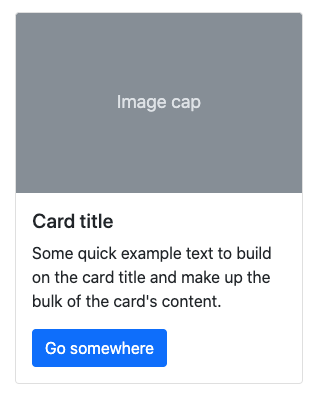 Image cap
Card title
Some quick example text to build
on the card title and make up the
bulk of the card's content.
Go somewhere